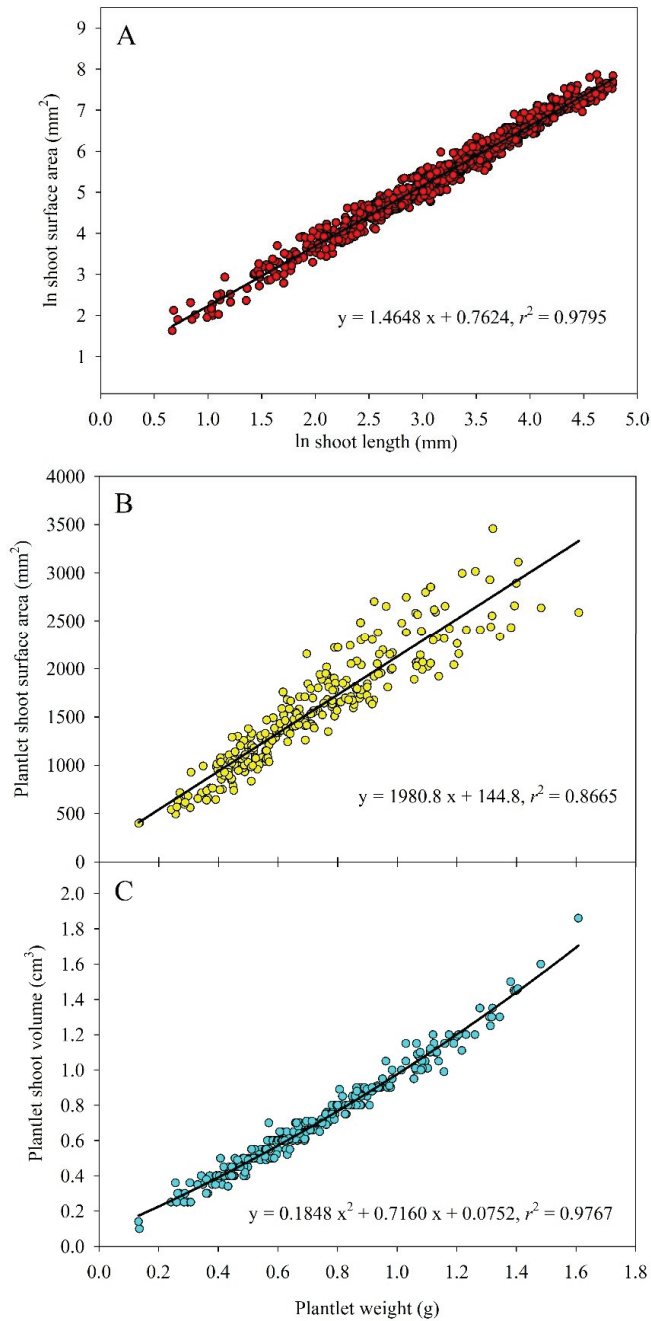 A
9
8
7
6
5
4
3
2
1
ln shoot surface area (mm²)
y = 1.4648 x + 0.7624, r² = 0.9795
0.0 0.5 1.0 1.5 2.0 2.5 3.0 3.5 4.0 4.5 5.0
ln shoot length (mm)
B
4000
3500
3000
2500
2000
1500
1000
500
0
Plantlet shoot surface area (mm²)
y = 1980.8 x + 144.8, r² = 0.8665
C
2.0
1.8
1.6
1.4
1.2
1.0
0.8
0.6
0.4
0.2
0.0
Plantlet shoot volume (cm³)
y = 0.1848 x² + 0.7160 x + 0.0752, r² = 0.9767
0.0 0.2 0.4 0.6 0.8 1.0 1.2 1.4 1.6 1.8
Plantlet weight (g)